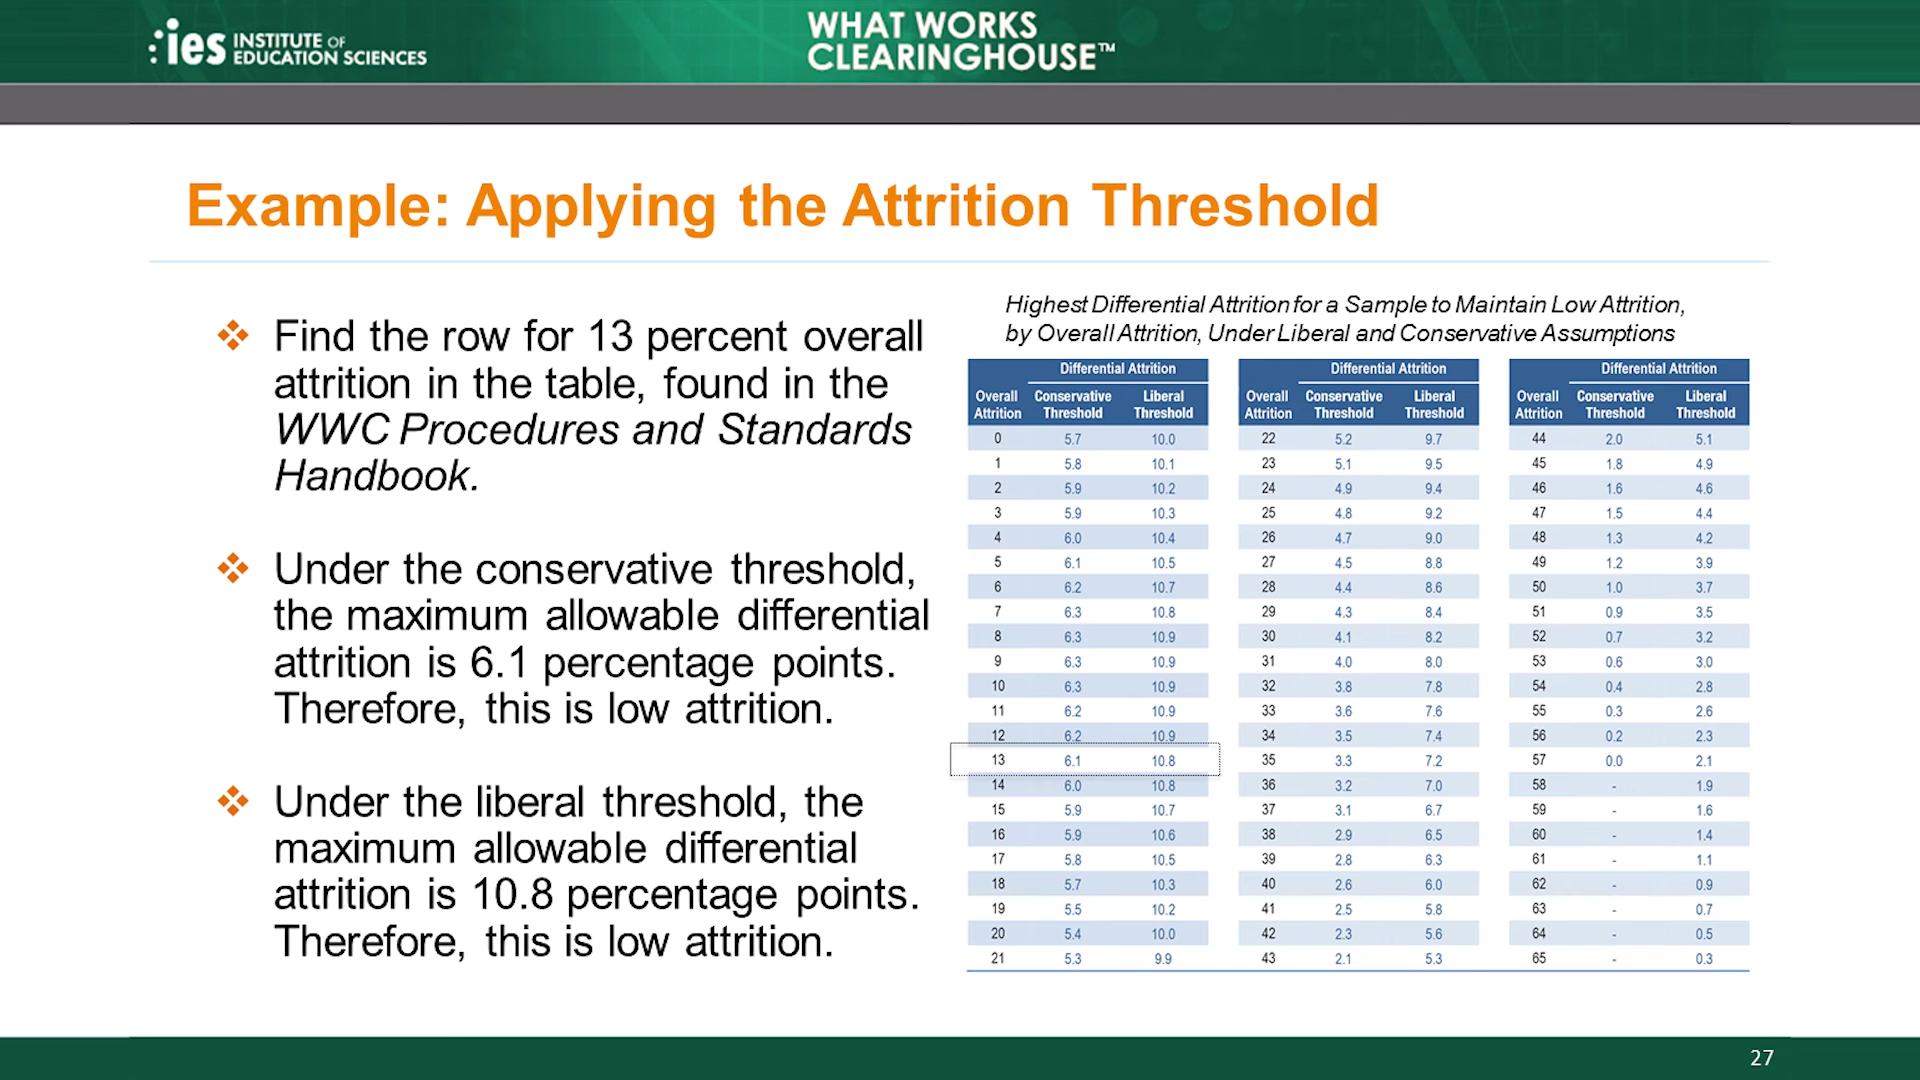 ies INSTITUTE OF
EDUCATION SCIENCES
WHAT WORKS
CLEARINGHOUSE™
Example: Applying the Attrition Threshold
Find the row for 13 percent overall
attrition in the table, found in the
WWC Procedures and Standards
Handbook.
Under the conservative threshold,
the maximum allowable differential
attrition is 6.1 percentage points.
Therefore, this is low attrition.
Under the liberal threshold, the
maximum allowable differential
attrition is 10.8 percentage points.
Therefore, this is low attrition.
Highest Differential Attrition for a Sample to Maintain Low Attrition,
by Overall Attrition, Under Liberal and Conservative Assumptions
Differential Attrition Differential Attrition Differential Attrition
Overall Conservative Liberal Overall Conservative Liberal Overall Conservative Liberal
Attrition Threshold Threshold Attrition Threshold Threshold Attrition Threshold Threshold
0 5.7 10.0 22 5.2 9.7 44 2.0 5.1
1 5.8 10.1 23 5.1 9.5 45 1.8 4.9
2 5.9 10.2 24 4.9 9.4 46 1.6 4.6
3 5.9 10.3 25 4.8 9.2 47 1.5 4.4
4 6.0 10.4 26 4.7 9.0 48 1.3 4.2
5 6.1 10.5 27 4.5 8.8 49 1.2 3.9
6 6.2 10.7 28 4.4 8.6 50 1.0 3.7
7 6.3 10.8 29 4.3 8.4 51 0.9 3.5
8 6.3 10.9 30 4.1 8.2 52 0.7 3.2
9 6.3 10.9 31 4.0 8.0 53 0.6 3.0
10 6.3 10.9 32 3.8 7.8 54 0.4 2.8
11 6.2 10.9 33 3.6 7.6 55 0.3 2.6
12 6.2 10.9 34 3.5 7.4 56 0.2 2.3
13 6.1 10.8 35 3.3 7.2 57 0.0 2.1
14 6.0 10.8 36 3.2 7.0 58 - 1.9
15 5.9 10.7 37 3.1 6.7 59 - 1.6
16 5.9 10.6 38 2.9 6.5 60 - 1.4
17 5.8 10.5 39 2.8 6.3 61 - 1.1
18 5.7 10.3 40 2.6 6.0 62 - 0.9
19 5.5 10.2 41 2.5 5.8 63 - 0.7
20 5.4 10.0 42 2.3 5.6 64 - 0.5
21 5.3 9.9 43 2.1 5.3 65 - 0.3
27